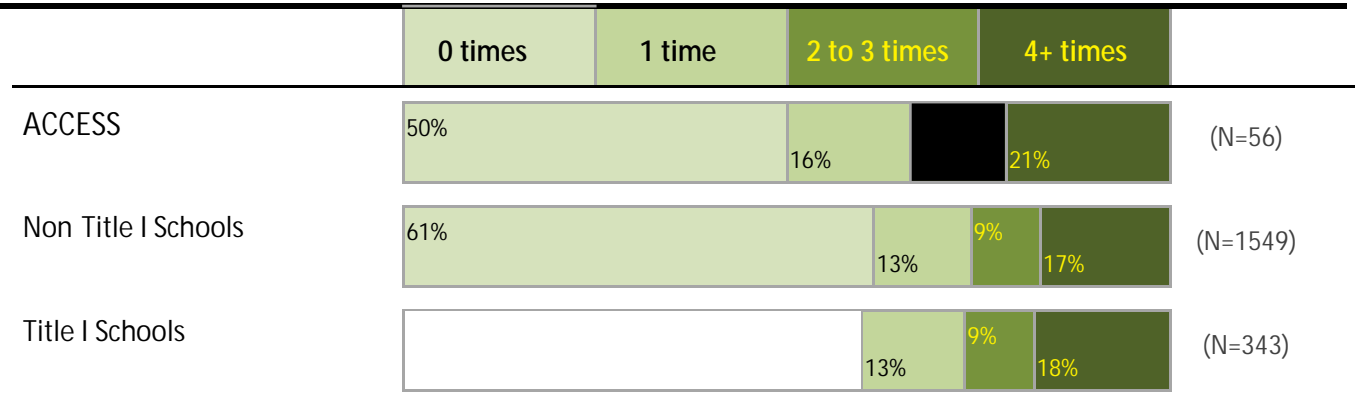 0 times 1 time 2 to 3 times 4+ times
ACCESS 50% 16% 21% (N=56)
Non Title I Schools 61% 13% 9% 17% (N=1549)
Title I Schools 13% 9% 18% (N=343)